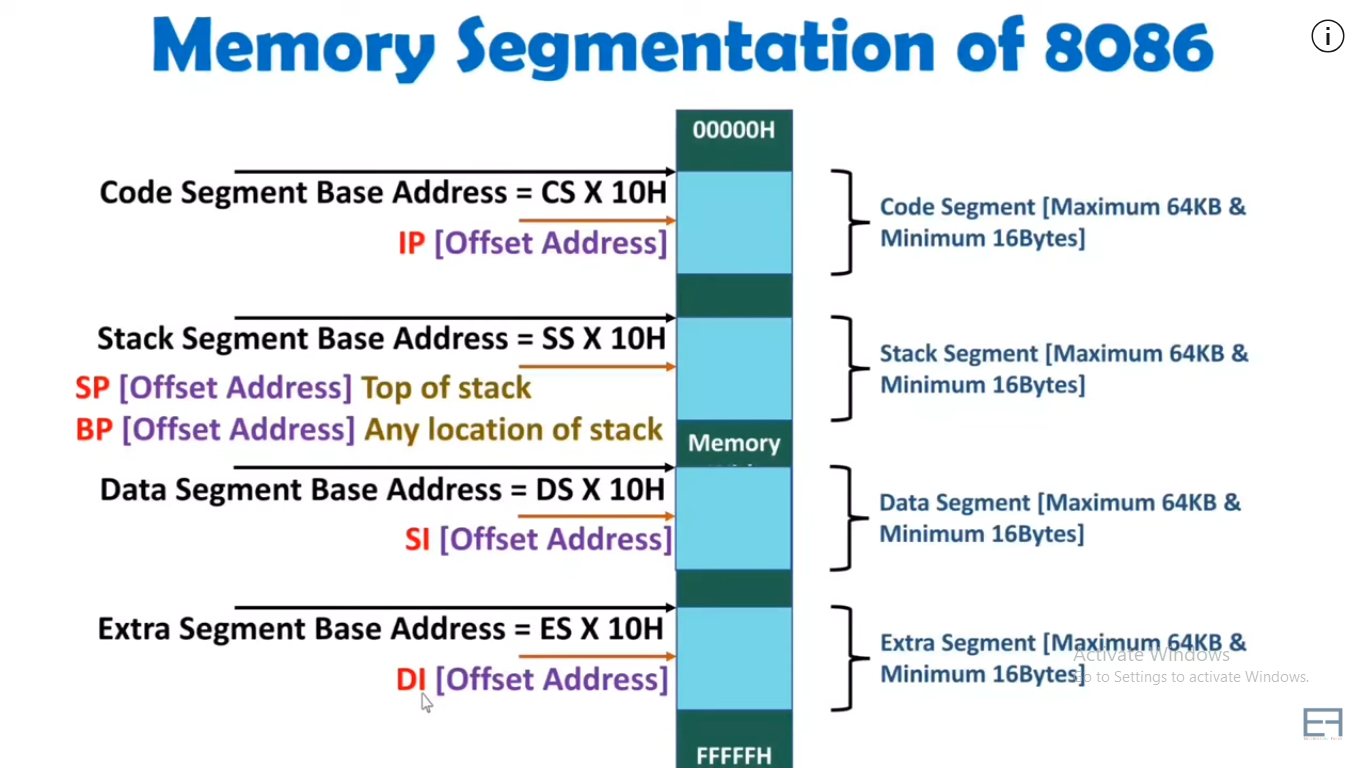 Memory Segmentation of 8086
00000H
Code Segment Base Address = CS X 10H
IP [Offset Address]
Code Segment [Maximum 64KB &
Minimum 16Bytes]
Stack Segment Base Address = SS X 10H
SP [Offset Address] Top of stack
BP [Offset Address] Any location of stack
Stack Segment [Maximum 64KB &
Minimum 16Bytes]
Memory
Data Segment Base Address = DS X 10H
SI [Offset Address]
Data Segment [Maximum 64KB &
Minimum 16Bytes]
Extra Segment Base Address = ES X 10H
DI [Offset Address]
Extra Segment [Maximum 64KB &
Minimum 16Bytes]
Activate Windows
Go to Settings to activate Windows.
FFFFFH